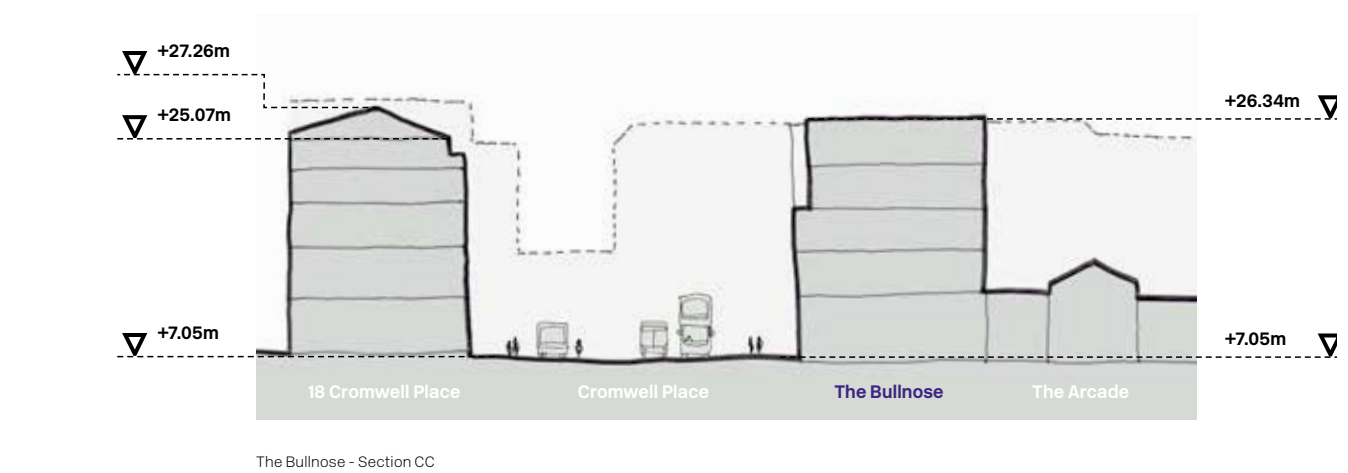 +27.26m
+25.07m
+26.34m
+7.05m
+7.05m
18 Cromwell Place
Cromwell Place
The Bullnose
The Arcade
The Bullnose - Section CC